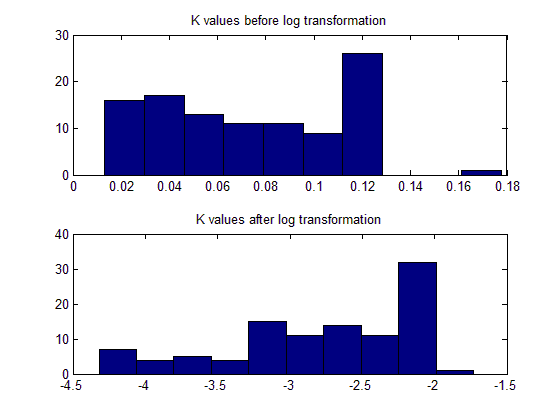 K values before log transformation
30
20
10
0
0 0.02 0.04 0.06 0.08 0.1 0.12 0.14 0.16 0.18
K values after log transformation
40
30
20
10
0
-4.5 -4 -3.5 -3 -2.5 -2 -1.5